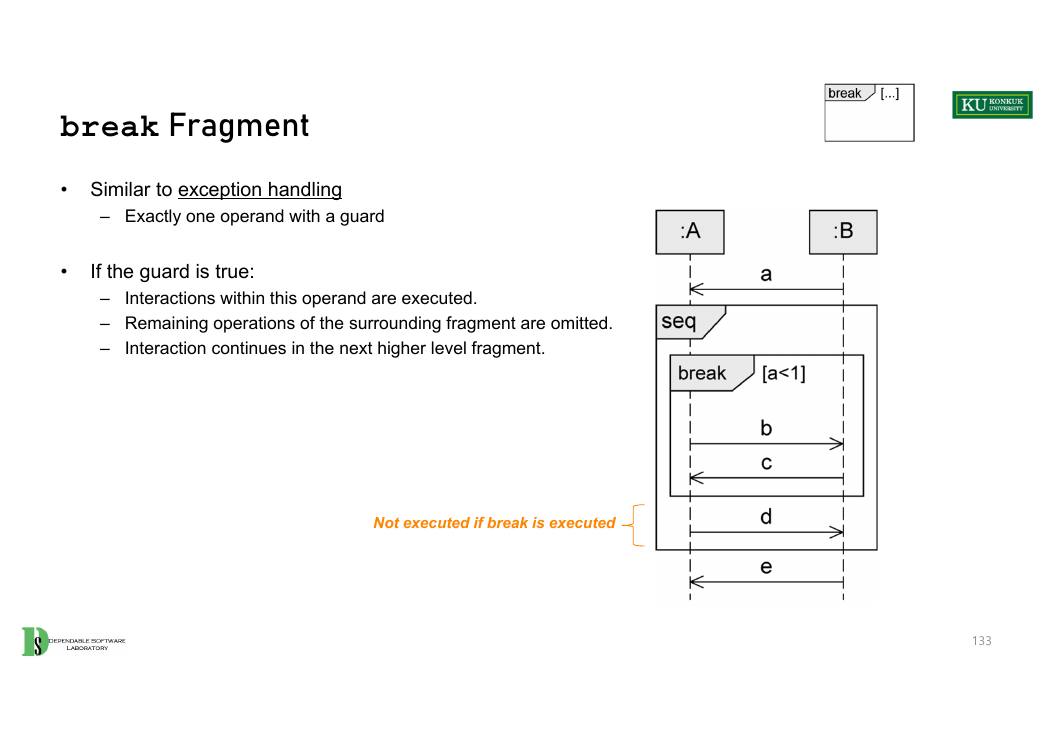 break [...]
KU KONKUK
UNIVERSITY
break Fragment
• Similar to exception handling
– Exactly one operand with a guard
• If the guard is true:
– Interactions within this operand are executed.
– Remaining operations of the surrounding fragment are omitted.
– Interaction continues in the next higher level fragment.
:A :B
a
seq
break [a<1]
b
c
Not executed if break is executed
d
e
DS DEPENDABLE SOFTWARE
LABORATORY
133